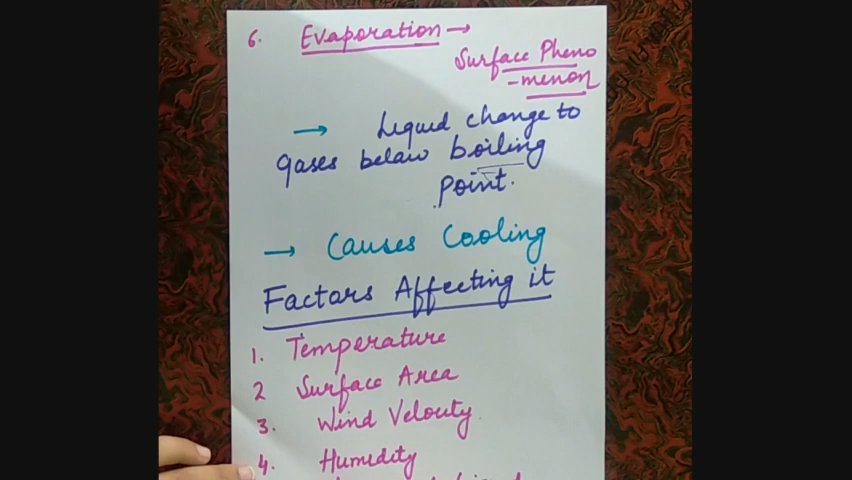 6. Evaporation →
Surface Pheno
-menon
→ Liquid change to
gases below boiling
Point.
→ Causes Cooling
Factors Affecting it
1. Temperature
2 Surface Area
3. Wind Velouty
4. Humidity